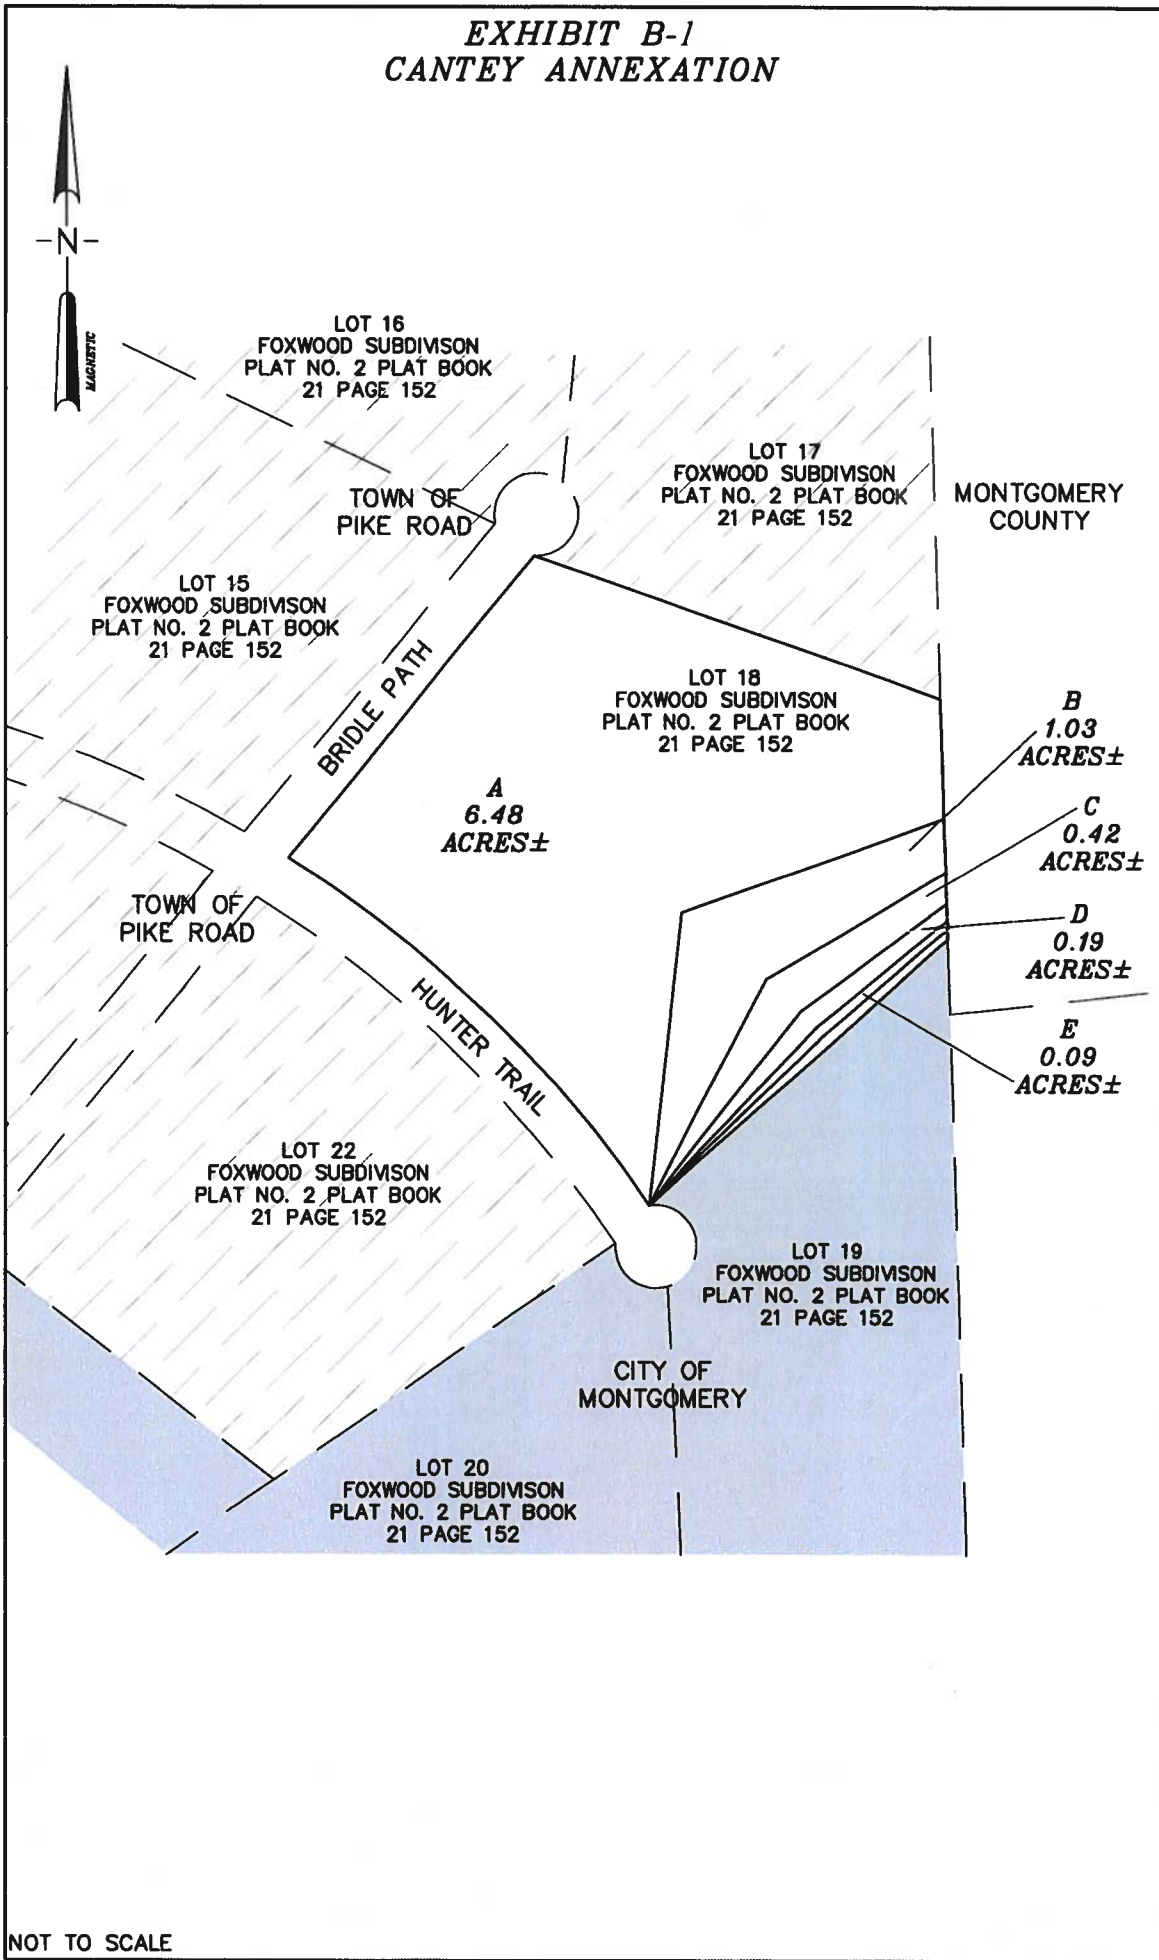 EXHIBIT B-1
CANTEY ANNEXATION
-N-
MAGNETIC
LOT 16
FOXWOOD SUBDIVISON
PLAT NO. 2 PLAT BOOK
21 PAGE 152
LOT 17
FOXWOOD SUBDIVISON
PLAT NO. 2 PLAT BOOK
21 PAGE 152
MONTGOMERY
COUNTY
TOWN OF
PIKE ROAD
LOT 15
FOXWOOD SUBDIVISON
PLAT NO. 2 PLAT BOOK
21 PAGE 152
BRIDLE PATH
LOT 18
FOXWOOD SUBDIVISON
PLAT NO. 2 PLAT BOOK
21 PAGE 152
B
1.03
ACRES±
A
6.48
ACRES±
C
0.42
ACRES±
TOWN OF
PIKE ROAD
D
0.19
ACRES±
HUNTER TRAIL
E
0.09
ACRES±
LOT 22
FOXWOOD SUBDIVISON
PLAT NO. 2 PLAT BOOK
21 PAGE 152
LOT 19
FOXWOOD SUBDIVISON
PLAT NO. 2 PLAT BOOK
21 PAGE 152
CITY OF
MONTGOMERY
LOT 20
FOXWOOD SUBDIVISON
PLAT NO. 2 PLAT BOOK
21 PAGE 152
NOT TO SCALE